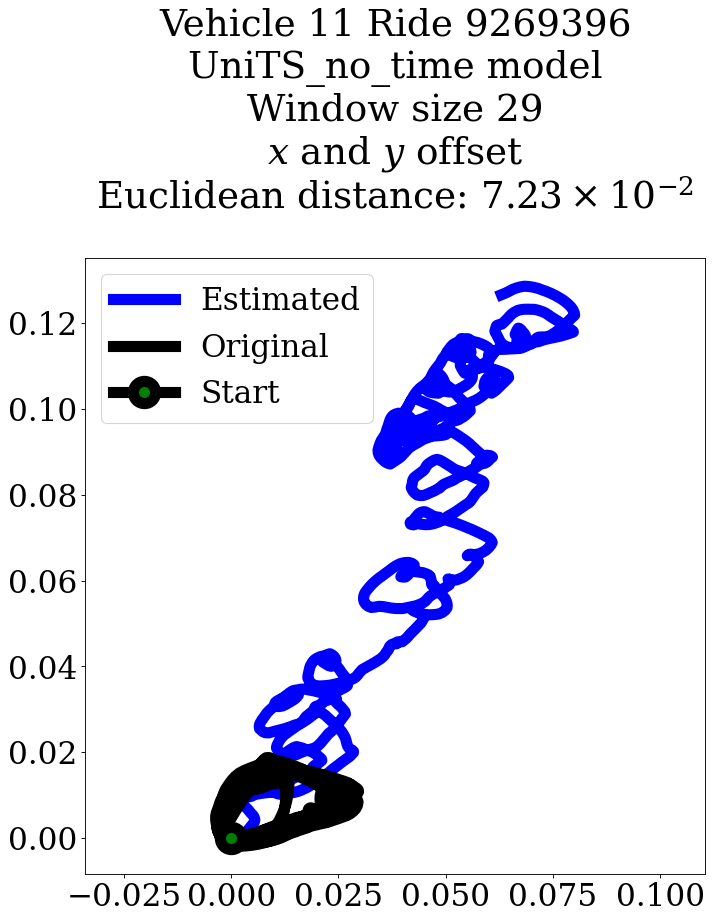 Vehicle 11 Ride 9269396
UniTS_no_time model
Window size 29
x and y offset
Euclidean distance: 7.23 × 10⁻²
Estimated
Original
Start
0.12
0.10
0.08
0.06
0.04
0.02
0.00
−0.025 0.000 0.025 0.050 0.075 0.100